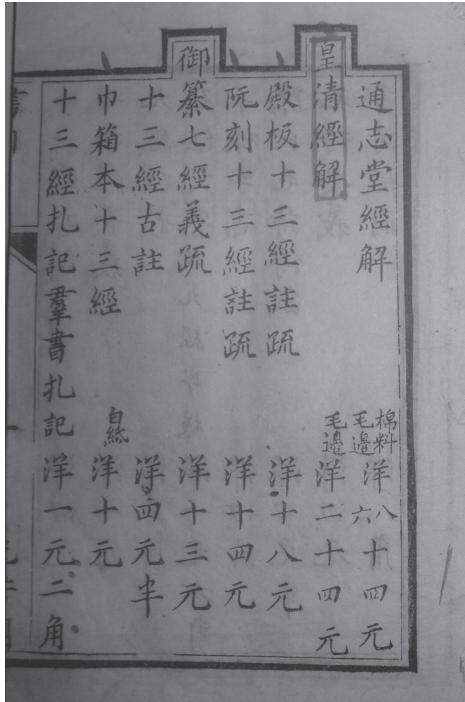 通志堂經解 棉料毛邊洋八六十四元
皇清經解 毛邊洋二十四元
殿板十三經註疏 洋十八元
阮刻十三經註疏 洋十四元
御纂七經義疏 洋十三元
十三經古註 洋四元半
巾箱本十三經 白紙洋十元
十三經扎記羣書扎記 洋一元二角